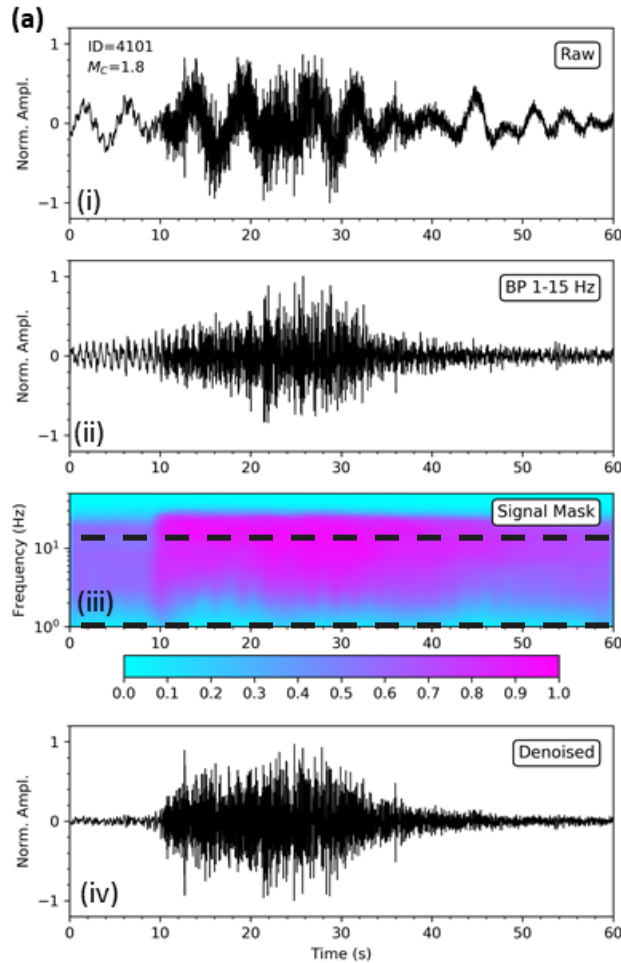 (a)
ID=4101
M_C=1.8
Raw
Norm. Ampl.
1
0
−1
(i)
0 10 20 30 40 50 60
BP 1-15 Hz
Norm. Ampl.
1
0
−1
(ii)
0 10 20 30 40 50 60
Signal Mask
Frequency (Hz)
10¹
10⁰
(iii)
0 10 20 30 40 50 60
0.0 0.1 0.2 0.3 0.4 0.5 0.6 0.7 0.8 0.9 1.0
Denoised
Norm. Ampl.
1
0
−1
(iv)
0 10 20 30 40 50 60
Time (s)